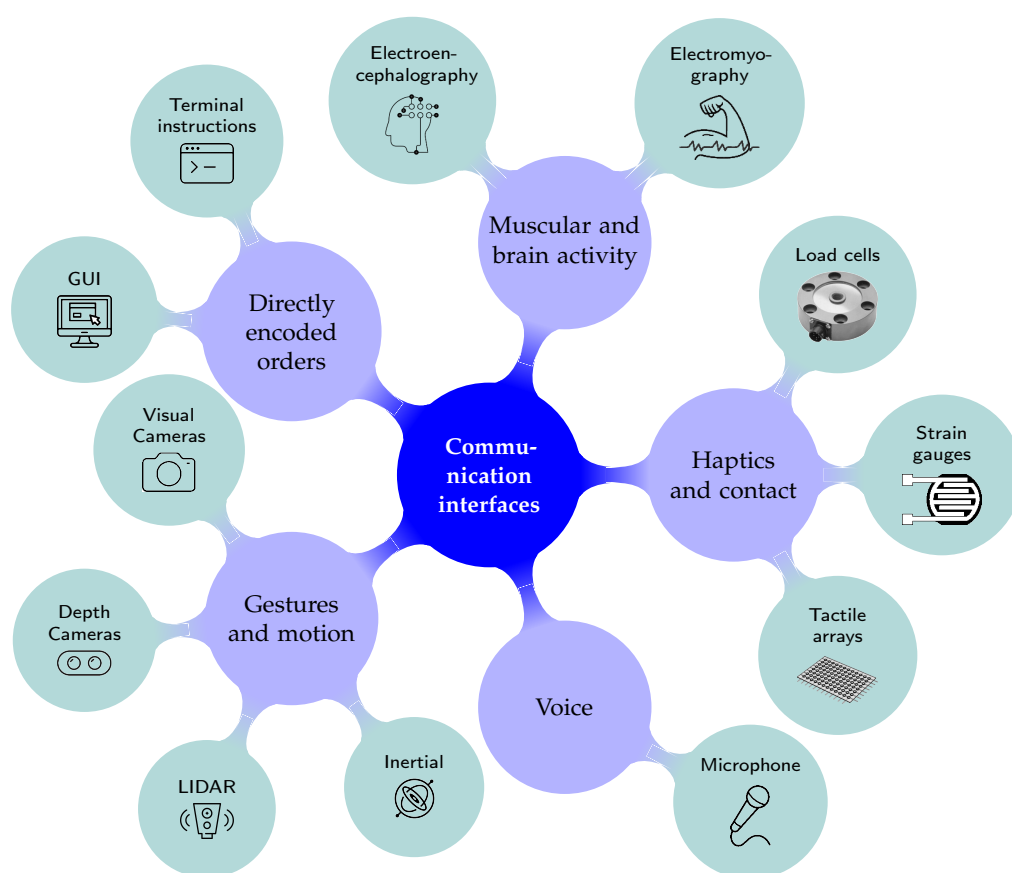 Electroen-
cephalography
Electromyo-
graphy
Terminal
instructions
Muscular and
brain activity
Load cells
GUI
Directly
encoded
orders
Visual
Cameras
Commu-
nication
interfaces
Haptics
and contact
Strain
gauges
Depth
Cameras
Gestures
and motion
Tactile
arrays
Voice
LIDAR
Inertial
Microphone